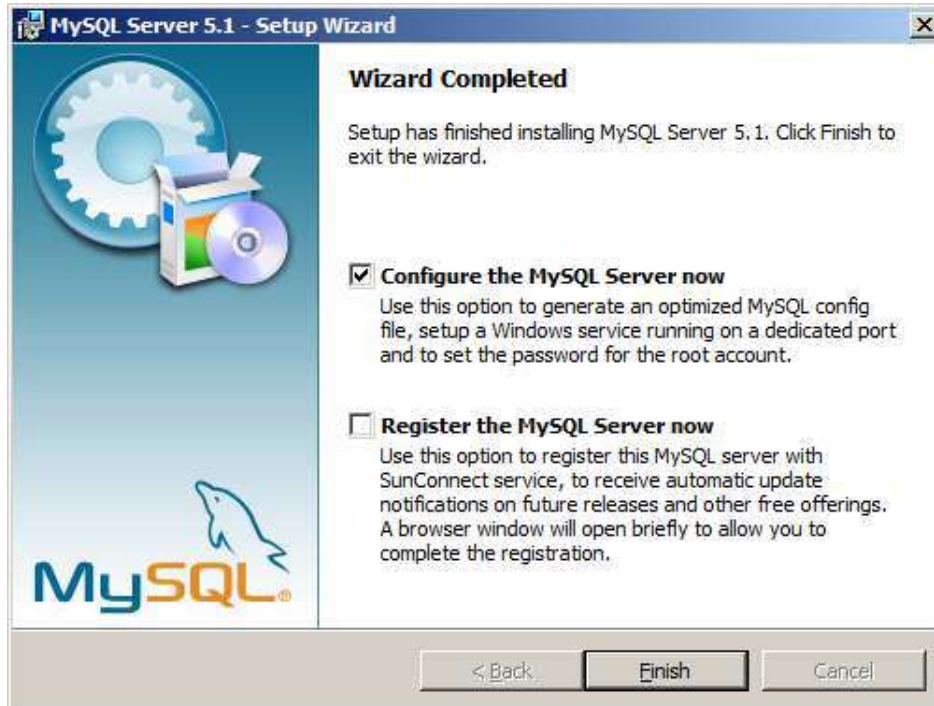 MySQL Server 5.1 - Setup Wizard
Wizard Completed
Setup has finished installing MySQL Server 5.1. Click Finish to
exit the wizard.
Configure the MySQL Server now
Use this option to generate an optimized MySQL config
file, setup a Windows service running on a dedicated port
and to set the password for the root account.
Register the MySQL Server now
Use this option to register this MySQL server with
SunConnect service, to receive automatic update
notifications on future releases and other free offerings.
A browser window will open briefly to allow you to
complete the registration.
MySQL®
< Back
Finish
Cancel